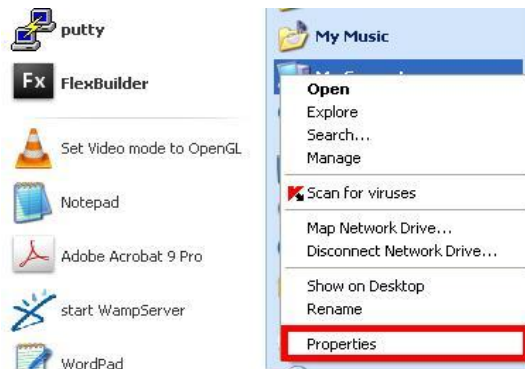 putty
Fx FlexBuilder
Set Video mode to OpenGL
Notepad
Adobe Acrobat 9 Pro
start WampServer
WordPad
My Music
Open
Explore
Search...
Manage
Scan for viruses
Map Network Drive...
Disconnect Network Drive...
Show on Desktop
Rename
Properties